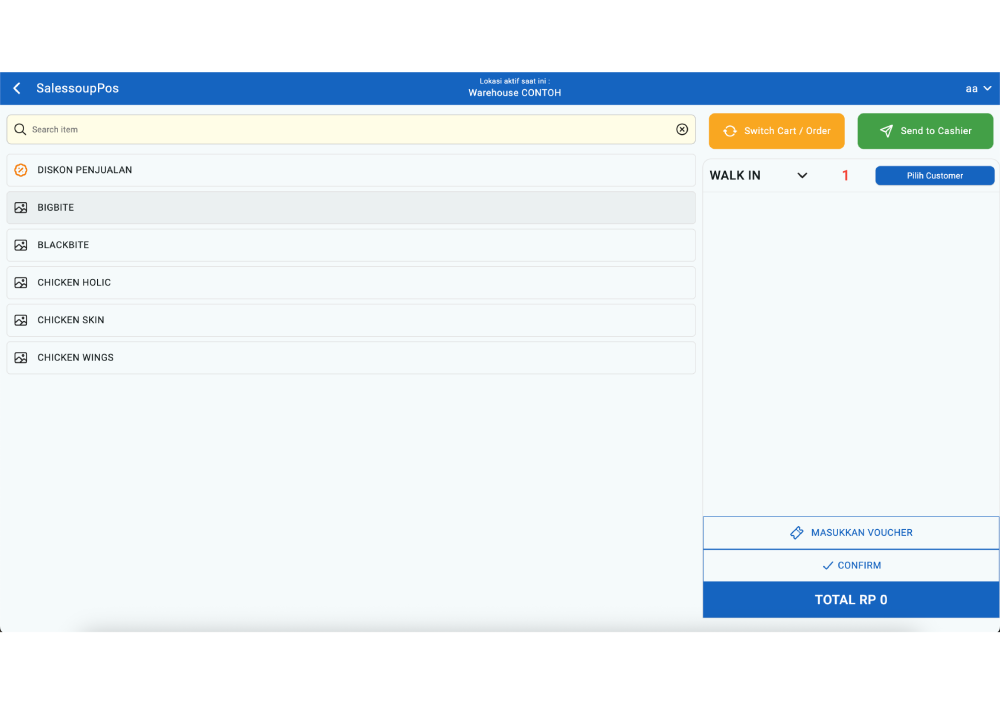 SalessoupPos
Lokasi aktif saat ini :
Warehouse CONTOH
aa
Search item
Switch Cart / Order
Send to Cashier
DISKON PENJUALAN
BIGBITE
BLACKBITE
CHICKEN HOLIC
CHICKEN SKIN
CHICKEN WINGS
WALK IN
1
Pilih Customer
MASUKKAN VOUCHER
CONFIRM
TOTAL RP 0